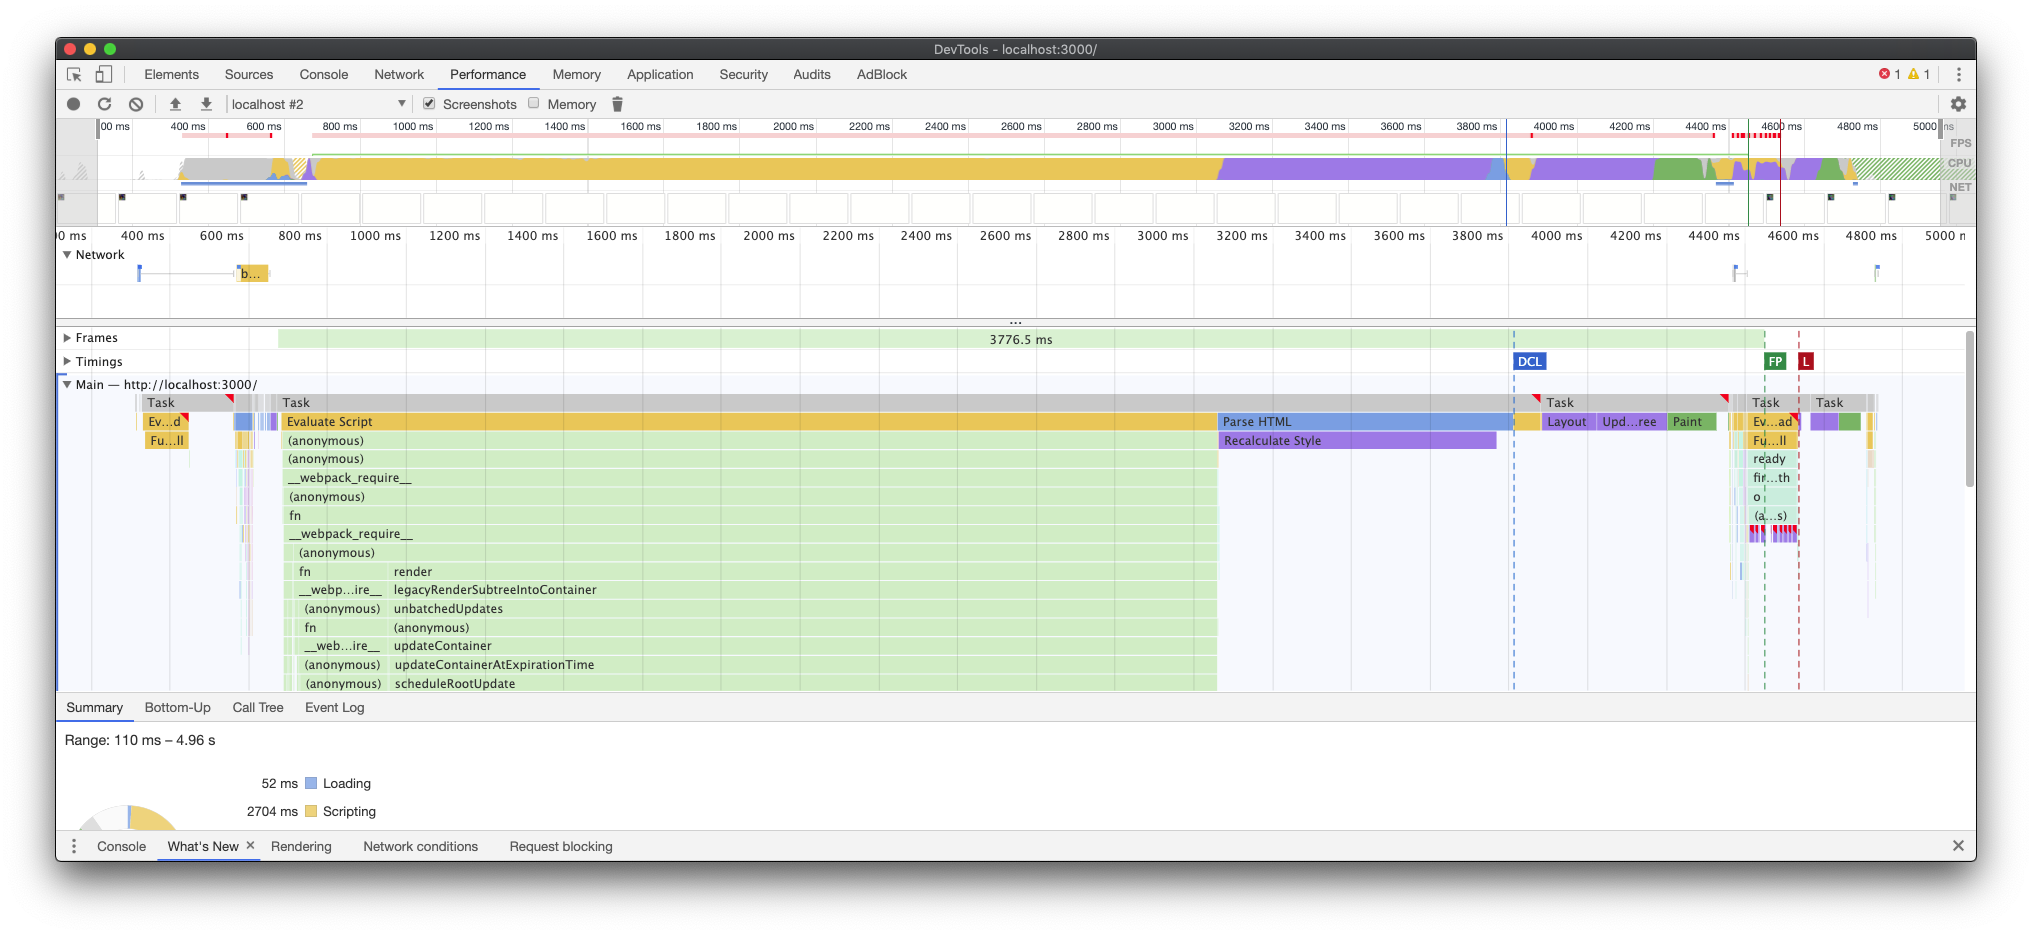 DevTools - localhost:3000/
Elements Sources Console Network Performance Memory Application Security Audits AdBlock 1 1
localhost #2 Screenshots Memory
00 ms 400 ms 600 ms 800 ms 1000 ms 1200 ms 1400 ms 1600 ms 1800 ms 2000 ms 2200 ms 2400 ms 2600 ms 2800 ms 3000 ms 3200 ms 3400 ms 3600 ms 3800 ms 4000 ms 4200 ms 4400 ms 4600 ms 4800 ms 5000 ms
FPS
CPU
NET
00 ms 400 ms 600 ms 800 ms 1000 ms 1200 ms 1400 ms 1600 ms 1800 ms 2000 ms 2200 ms 2400 ms 2600 ms 2800 ms 3000 ms 3200 ms 3400 ms 3600 ms 3800 ms 4000 ms 4200 ms 4400 ms 4600 ms 4800 ms 5000 n
Network
b...
...
Frames 3776.5 ms
Timings DCL FP L
Main — http://localhost:3000/
Task Task Task Task Task
Ev...d Evaluate Script Parse HTML Layout Upd...ree Paint Ev...ad
Fu...ll (anonymous) Recalculate Style Fu...ll
(anonymous) ready
__webpack_require__ fir...th
(anonymous) o
fn (a...s)
__webpack_require__
(anonymous)
fn render
__webp...ire__ legacyRenderSubtreeIntoContainer
(anonymous) unbatchedUpdates
fn (anonymous)
__web...ire__ updateContainer
(anonymous) updateContainerAtExpirationTime
(anonymous) scheduleRootUpdate
Summary Bottom-Up Call Tree Event Log
Range: 110 ms – 4.96 s
52 ms Loading
2704 ms Scripting
Console What's New × Rendering Network conditions Request blocking